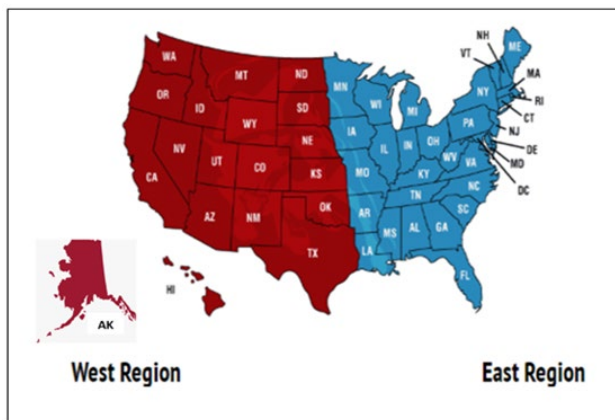 NH
VT
ME
WA
MT
ND
MN
MA
OR
ID
SD
WI
MI
NY
RI
WY
CT
IA
PA
NJ
NE
NV
UT
IL
IN
OH
DE
CO
WV
VA
MD
CA
KS
MO
KY
DC
NC
TN
AZ
NM
OK
AR
SC
MS
AL
GA
TX
LA
FL
HI
AK
West Region
East Region